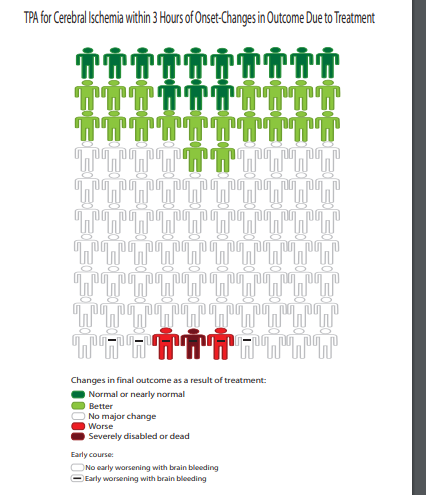 TPA for Cerebral Ischemia within 3 Hours of Onset-Changes in Outcome Due to Treatment
Changes in final outcome as a result of treatment:
Normal or nearly normal
Better
No major change
Worse
Severely disabled or dead
Early course:
No early worsening with brain bleeding
Early worsening with brain bleeding